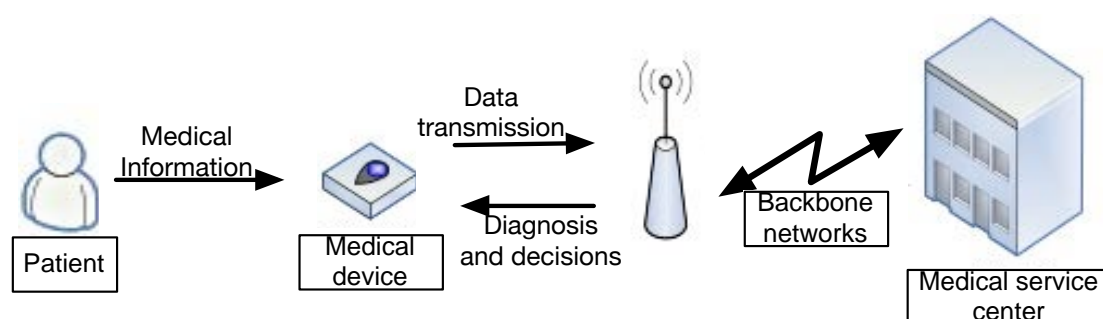 Medical
Information
Data
transmission
Diagnosis
and decisions
Backbone
networks
Patient
Medical
device
Medical service
center